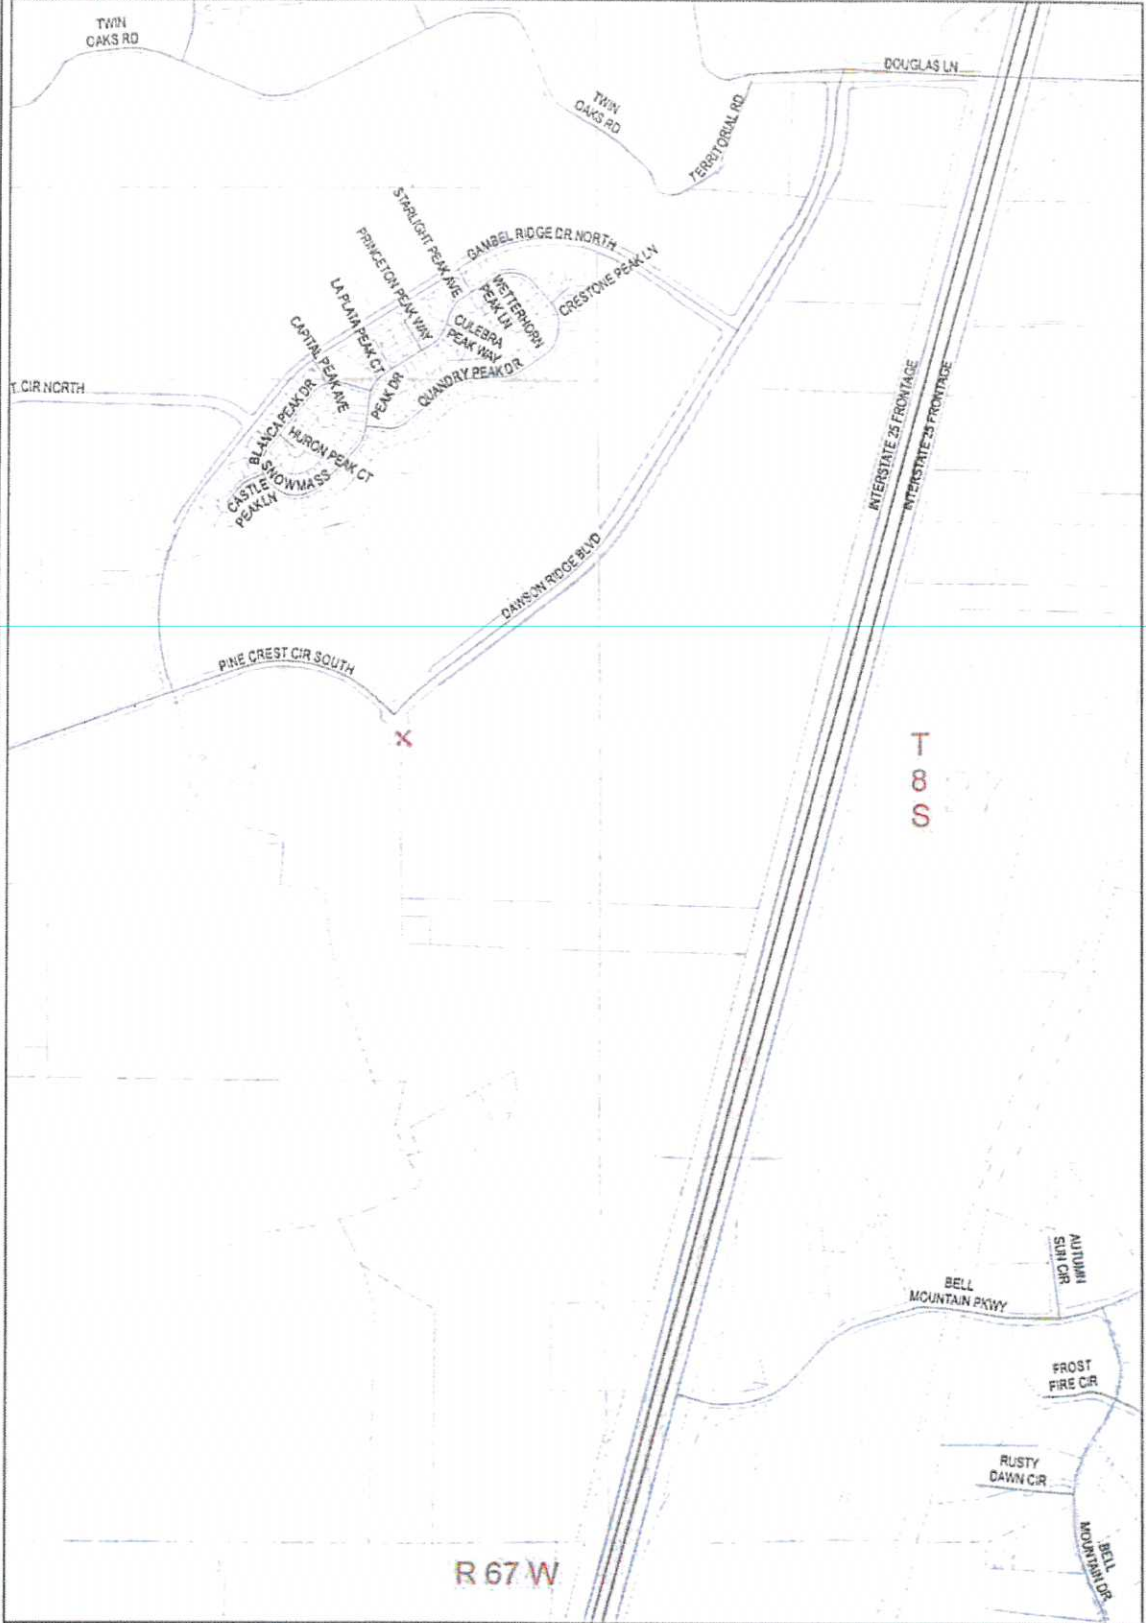 TWIN
OAKS RD
DOUGLAS LN
TWIN
OAKS RD
TERRITORIAL RD
STARLIGHT PEAK AVE
GAMBEL RIDGE DR NORTH
PRINCETON PEAK WAY
CRESTONE PEAK LN
WETTERHORN
PEAK LN
LA PLATA PEAK CT
CULEBRA
PEAK WAY
CAPITAL PEAK AVE
QUANDRY PEAK DR
T. CIR NORTH
BLANCA PEAK DR
PEAK DR
HURON PEAK CT
SNOWMASS
CASTLE
PEAK LN
INTERSTATE 25 FRONTAGE
INTERSTATE 25 FRONTAGE
DAWSON RIDGE BLVD
PINE CREST CIR SOUTH
X
T
8
S
AUTUMN
SUN CIR
BELL
MOUNTAIN PKWY
FROST
FIRE CIR
RUSTY
DAWN CIR
BELL
MOUNTAIN DR
R 67 W